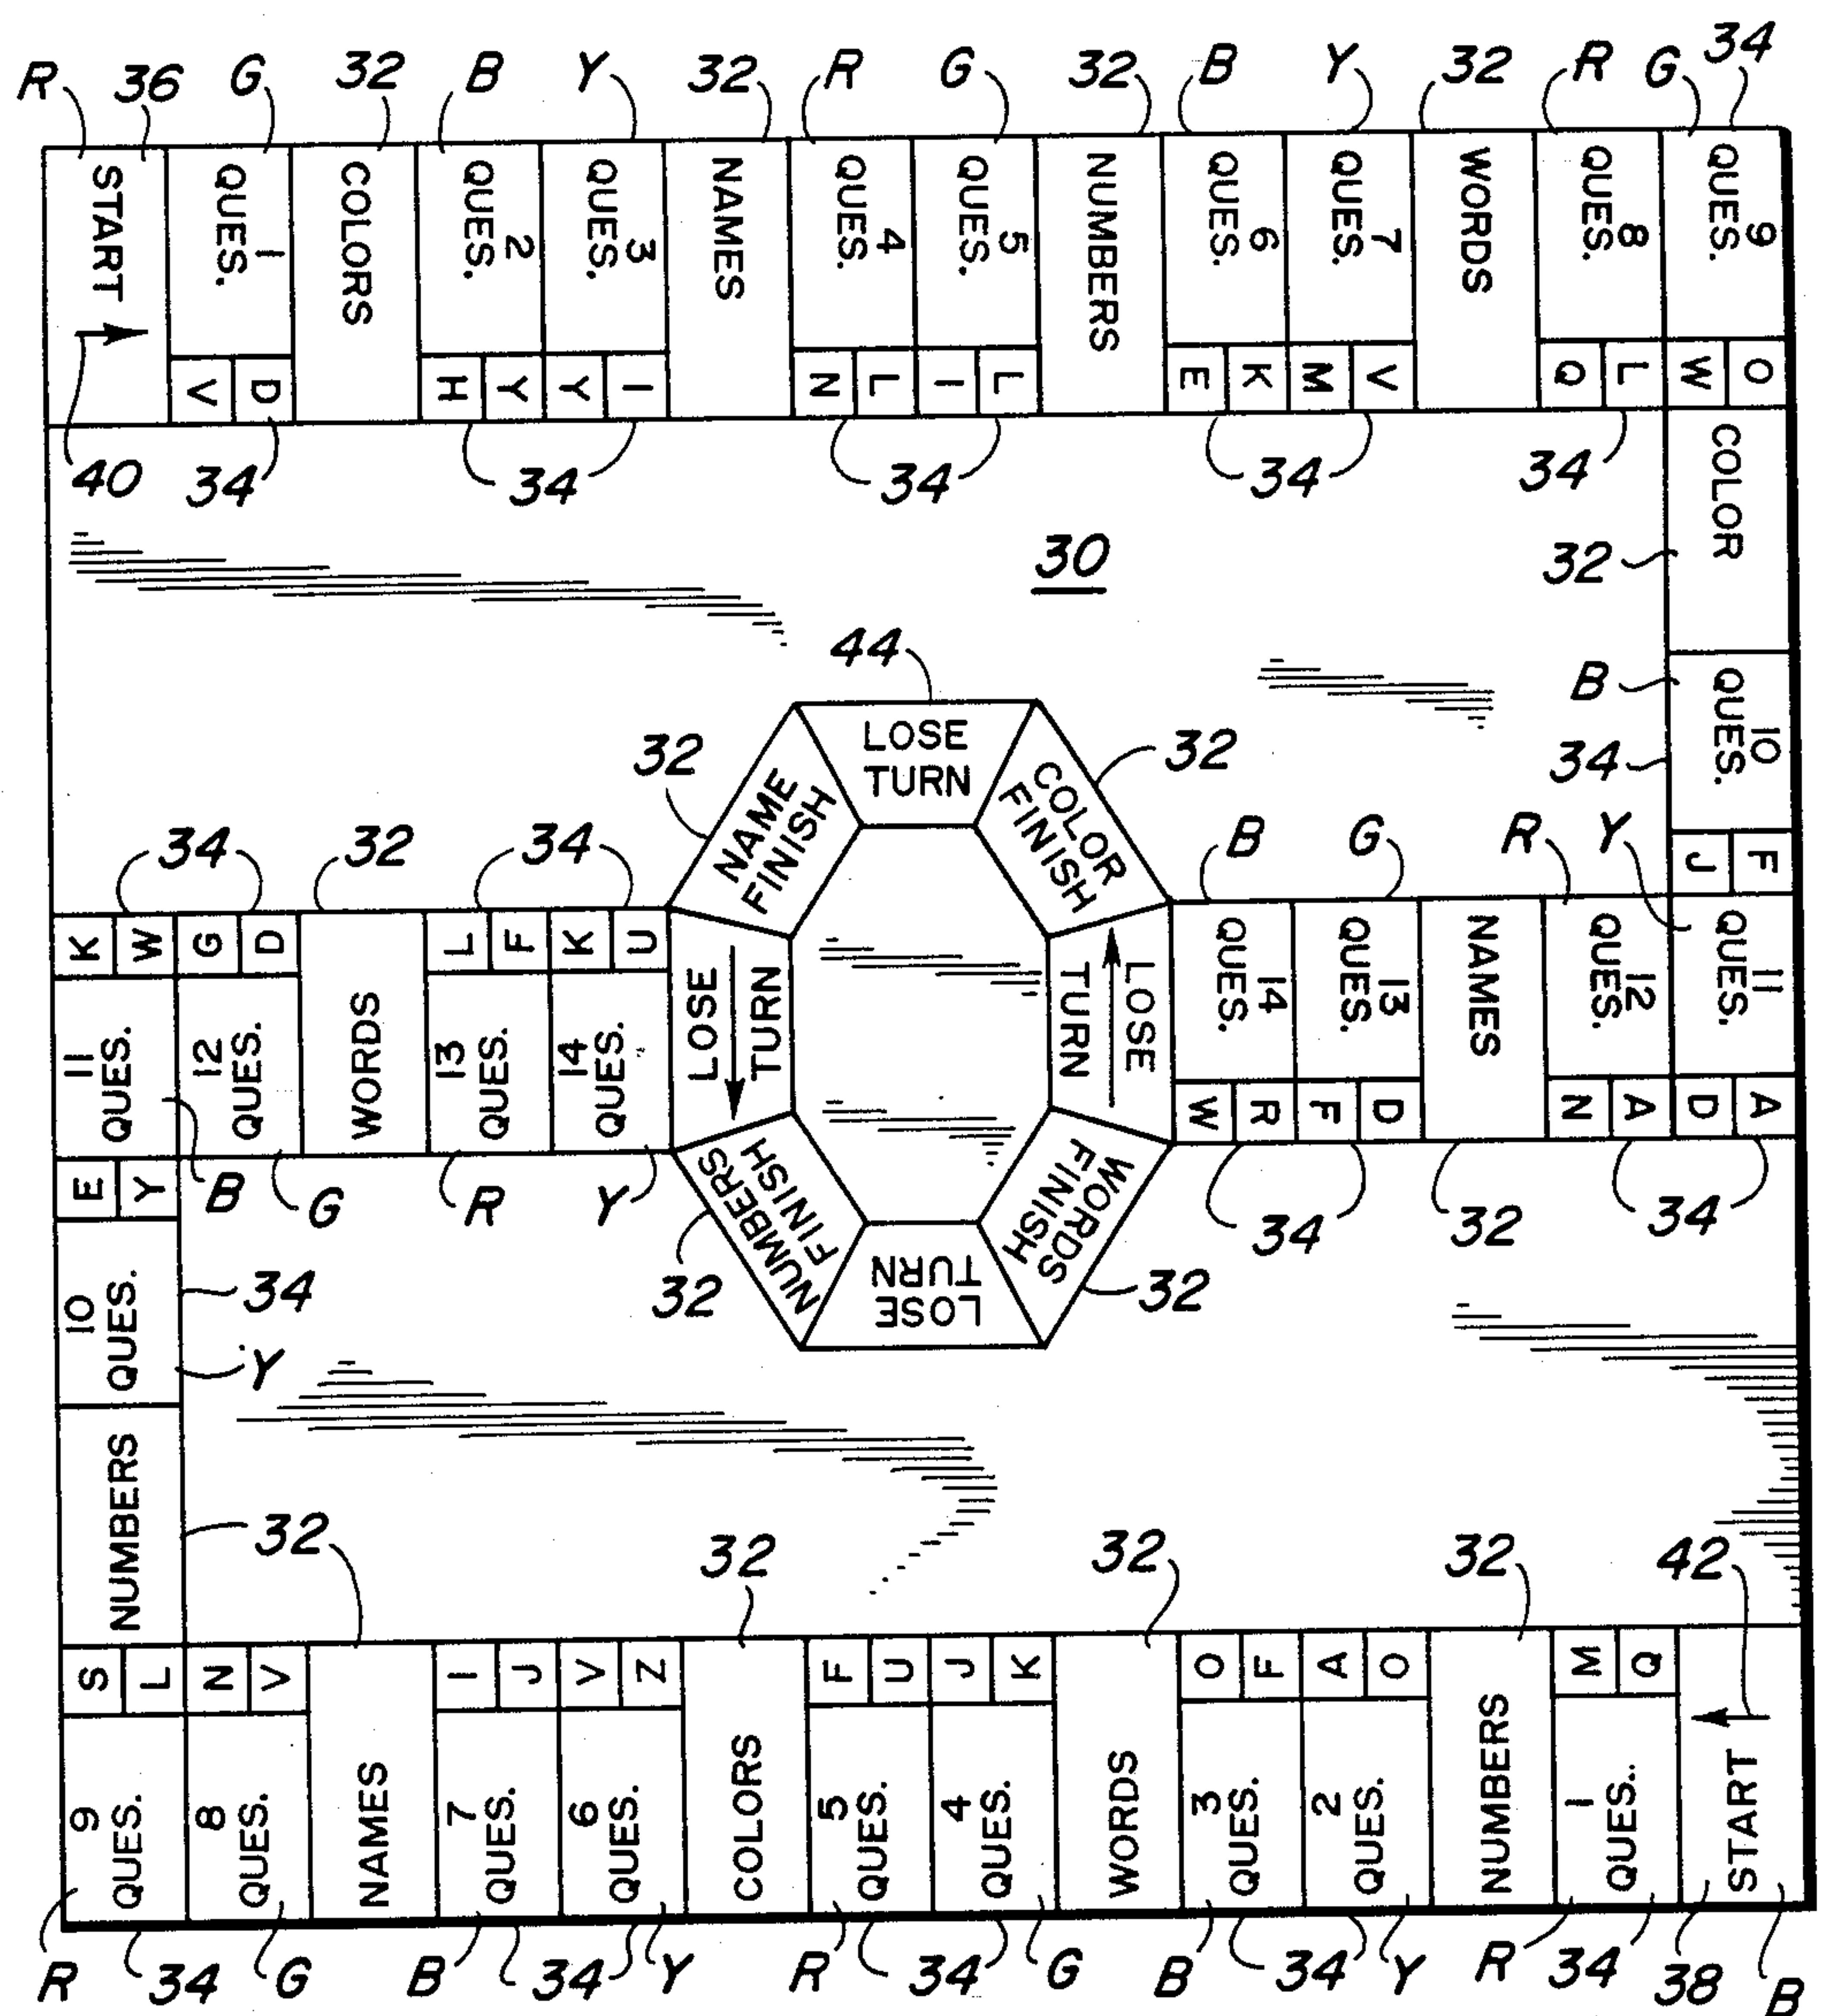 R 36 G 32 B Y 32 R G 32 B Y 32 R G 34
START
1 QUES.
COLORS
2 QUES.
3 QUES.
NAMES
4 QUES.
5 QUES.
NUMBERS
6 QUES.
7 QUES.
WORDS
8 QUES.
9 QUES.
V D H Y Y I N L I L E K M V Q L W O
40 34 34 34 34 34
COLOR
32
30
B
10 QUES.
34
J F
44
LOSE
TURN
32
NAME
FINISH
COLOR
FINISH
32
34 32 34
B G R Y
K W G D L F K U
11 QUES.
12 QUES.
WORDS
13 QUES.
14 QUES.
LOSE
TURN
LOSE
TURN
14 QUES.
13 QUES.
NAMES
12 QUES.
11 QUES.
W R F D N A D A
E Y
B G R Y
34 32 34
NUMBERS
FINISH
32
LOSE
TURN
WORDS
FINISH
32
10 QUES.
34
Y
NUMBERS
32
32 32 32 42
S L N V I J V Z F U J K O F A O M Q
9 QUES.
8 QUES.
NAMES
7 QUES.
6 QUES.
COLORS
5 QUES.
4 QUES.
WORDS
3 QUES.
2 QUES.
NUMBERS
1 QUES..
START
R 34 G B 34 Y R 34 G B 34 Y R 34 38 B